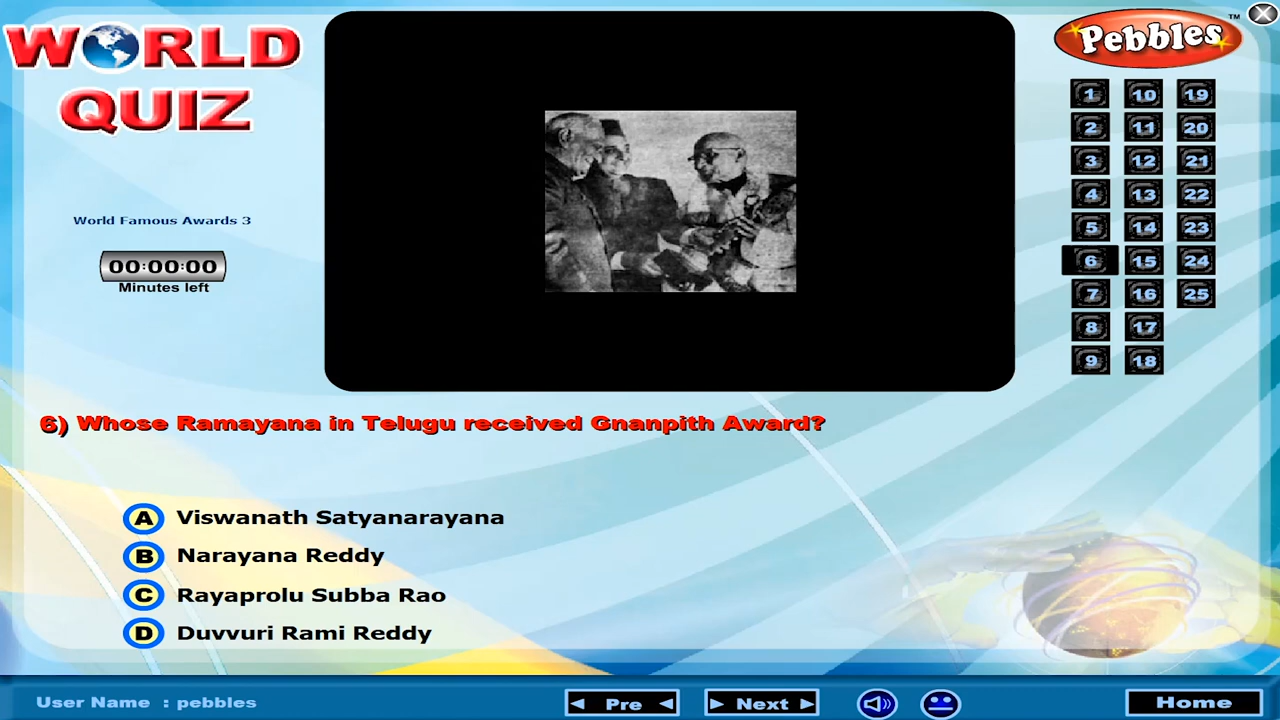 WORLD
QUIZ
Pebbles™
World Famous Awards 3
00:00:00
Minutes left
1 10 19
2 11 20
3 12 21
4 13 22
5 14 23
6 15 24
7 16 25
8 17
9 18
6) Whose Ramayana in Telugu received Gnanpith Award?
A Viswanath Satyanarayana
B Narayana Reddy
C Rayaprolu Subba Rao
D Duvvuri Rami Reddy
User Name : pebbles
Pre
Next
Home